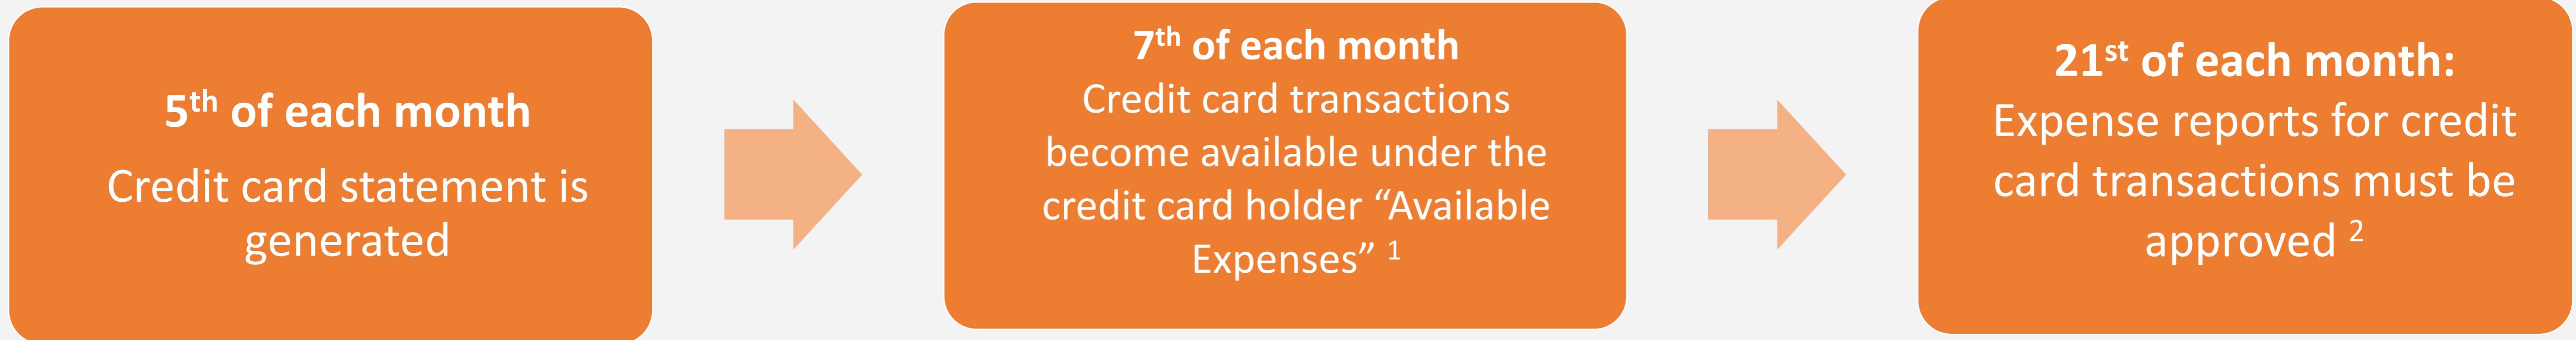 5th of each month
Credit card statement is
generated
7th of each month
Credit card transactions
become available under the
credit card holder “Available
Expenses” 1
21st of each month:
Expense reports for credit
card transactions must be
approved 2